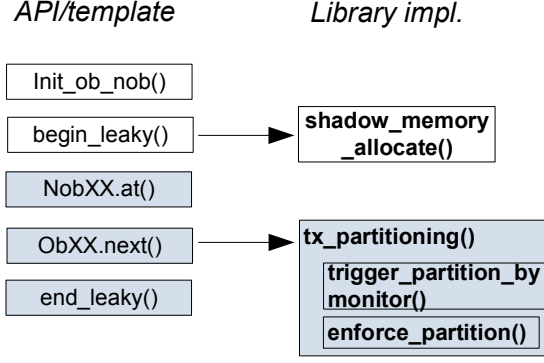 API/template
Library impl.
Init_ob_nob()
begin_leaky()
shadow_memory
_allocate()
NobXX.at()
ObXX.next()
tx_partitioning()
trigger_partition_by
monitor()
end_leaky()
enforce_partition()